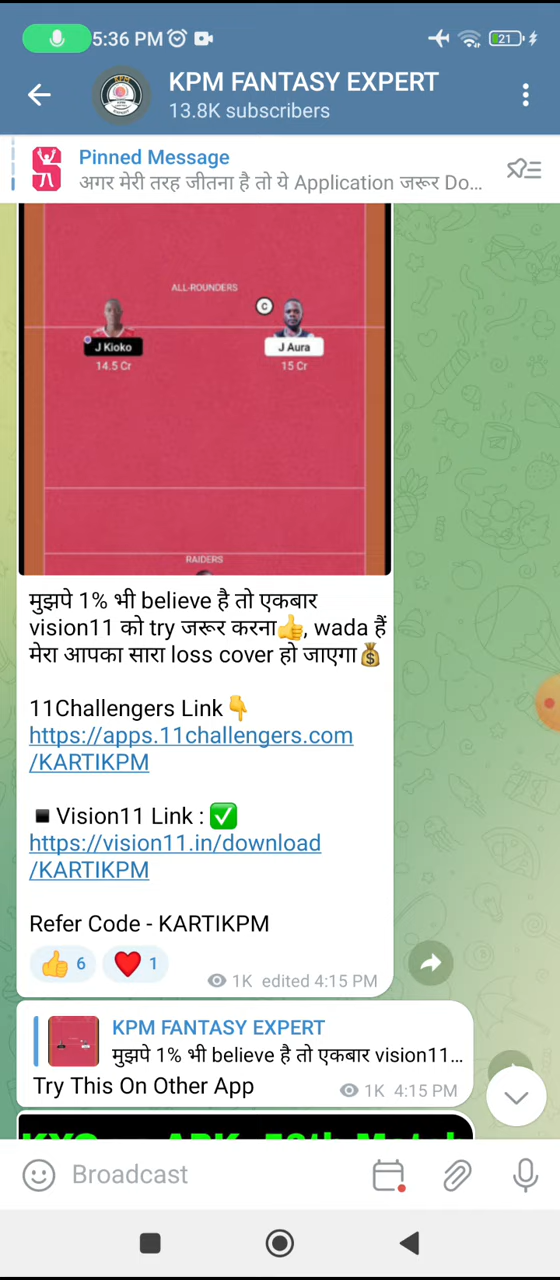 5:36 PM
21
KPM FANTASY EXPERT
13.8K subscribers
Pinned Message
अगर मेरी तरह जीतना है तो ये Application जरूर Do...
ALL-ROUNDERS
C
J Kioko
J Aura
14.5 Cr
15 Cr
RAIDERS
मुझपे 1% भी believe है तो एकबार
vision11 को try जरूर करना👍, wada हैं
मेरा आपका सारा loss cover हो जाएगा💰
11Challengers Link👇
https://apps.11challengers.com
/KARTIKPM
◾Vision11 Link : ✅
https://vision11.in/download
/KARTIKPM
Refer Code - KARTIKPM
👍 6 ❤️ 1
1K edited 4:15 PM
KPM FANTASY EXPERT
मुझपे 1% भी believe है तो एकबार vision11...
Try This On Other App
1K 4:15 PM
Broadcast